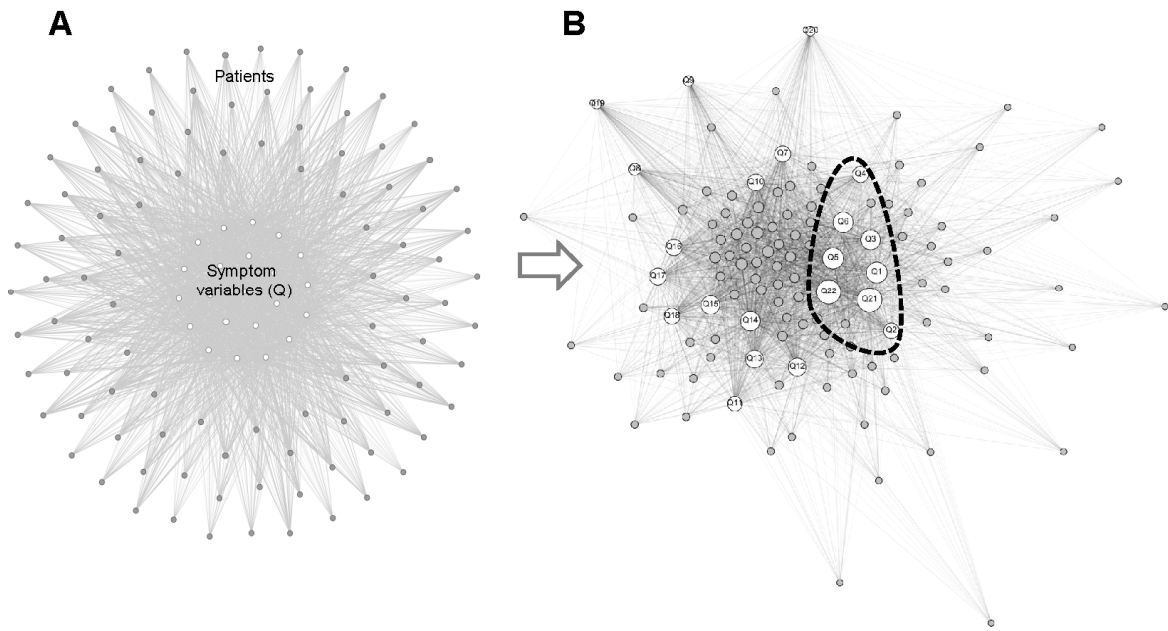 A
Patients
Symptom
variables (Q)
B
Q20
Q9
Q19
Q7
Q8
Q4
Q10
Q6
Q3
Q16
Q5
Q1
Q17
Q22
Q21
Q15
Q18
Q14
Q2
Q13
Q12
Q11